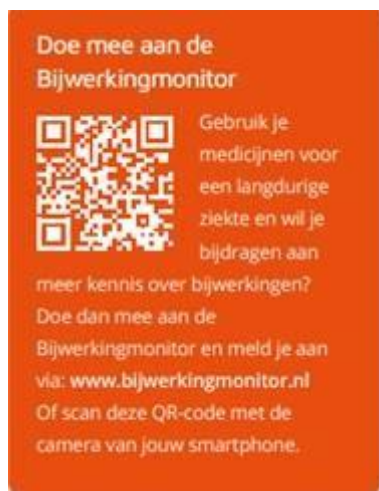 Doe mee aan de
Bijwerkingmonitor
Gebruik je
medicijnen voor
een langdurige
ziekte en wil je
bijdragen aan
meer kennis over bijwerkingen?
Doe dan mee aan de
Bijwerkingmonitor en meld je aan
via: www.bijwerkingmonitor.nl
Of scan deze QR-code met de
camera van jouw smartphone.